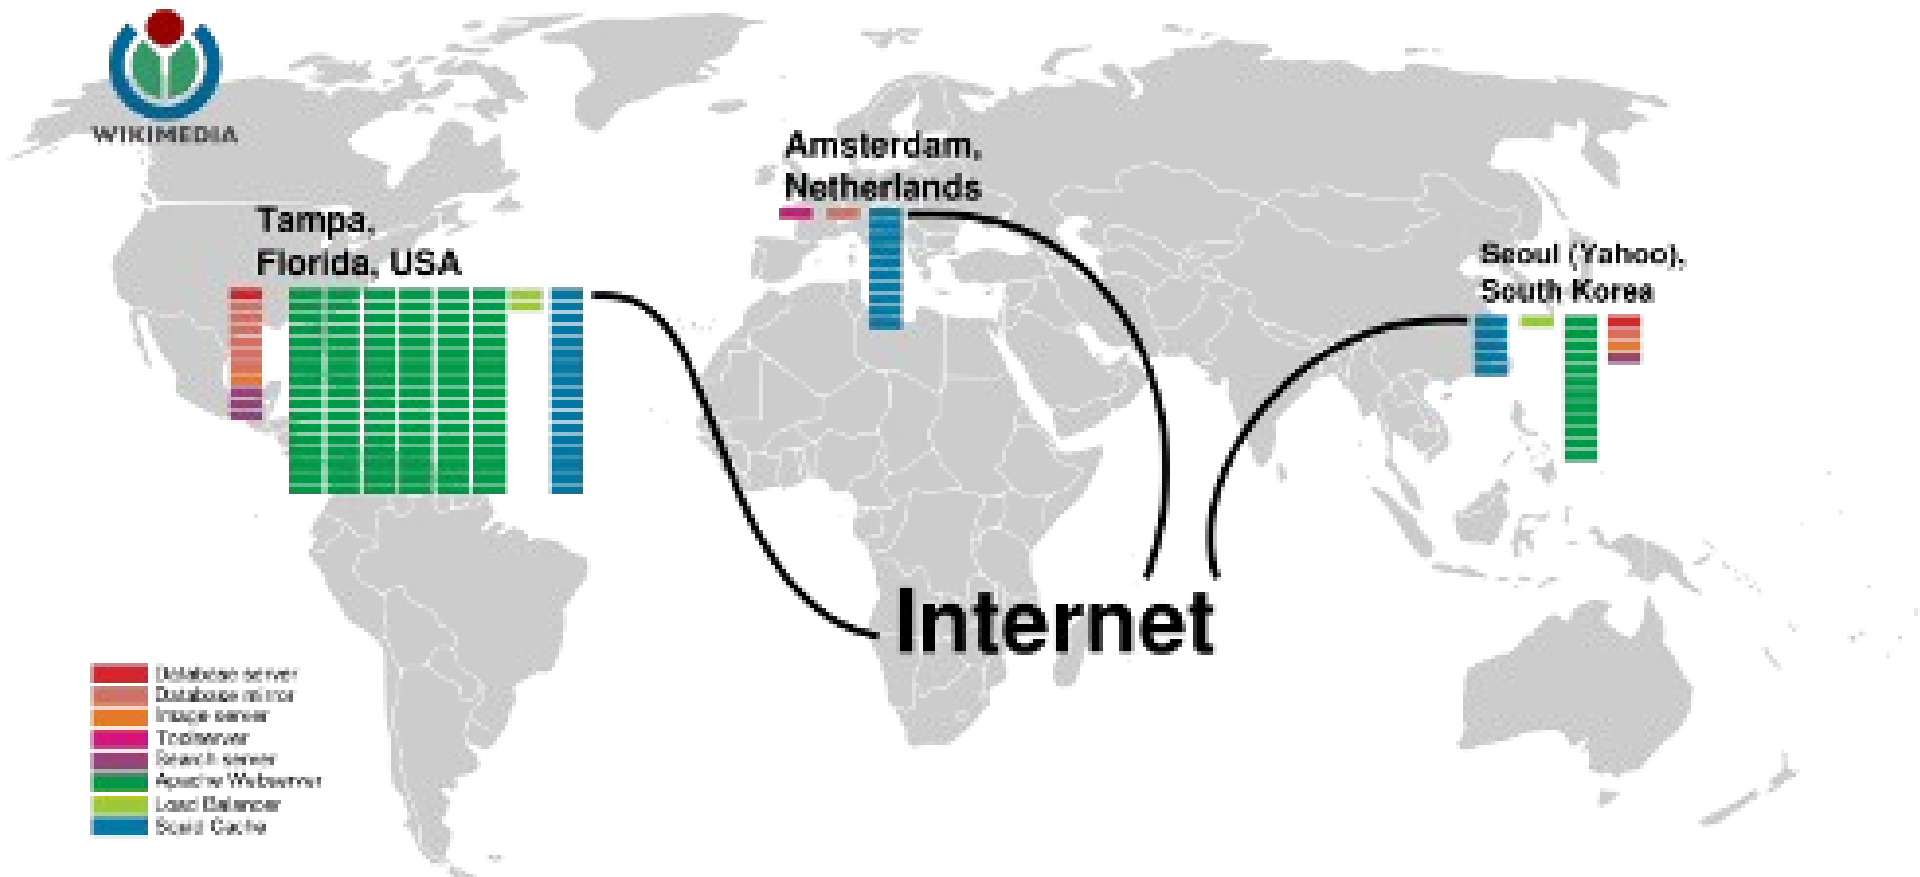 WIKIMEDIA
Amsterdam,
Netherlands
Tampa,
Florida, USA
Seoul (Yahoo),
South Korea
Internet
Database server
Database mirror
Image server
Toolserver
Search server
Apache Webserver
Load Balancer
Squid Cache